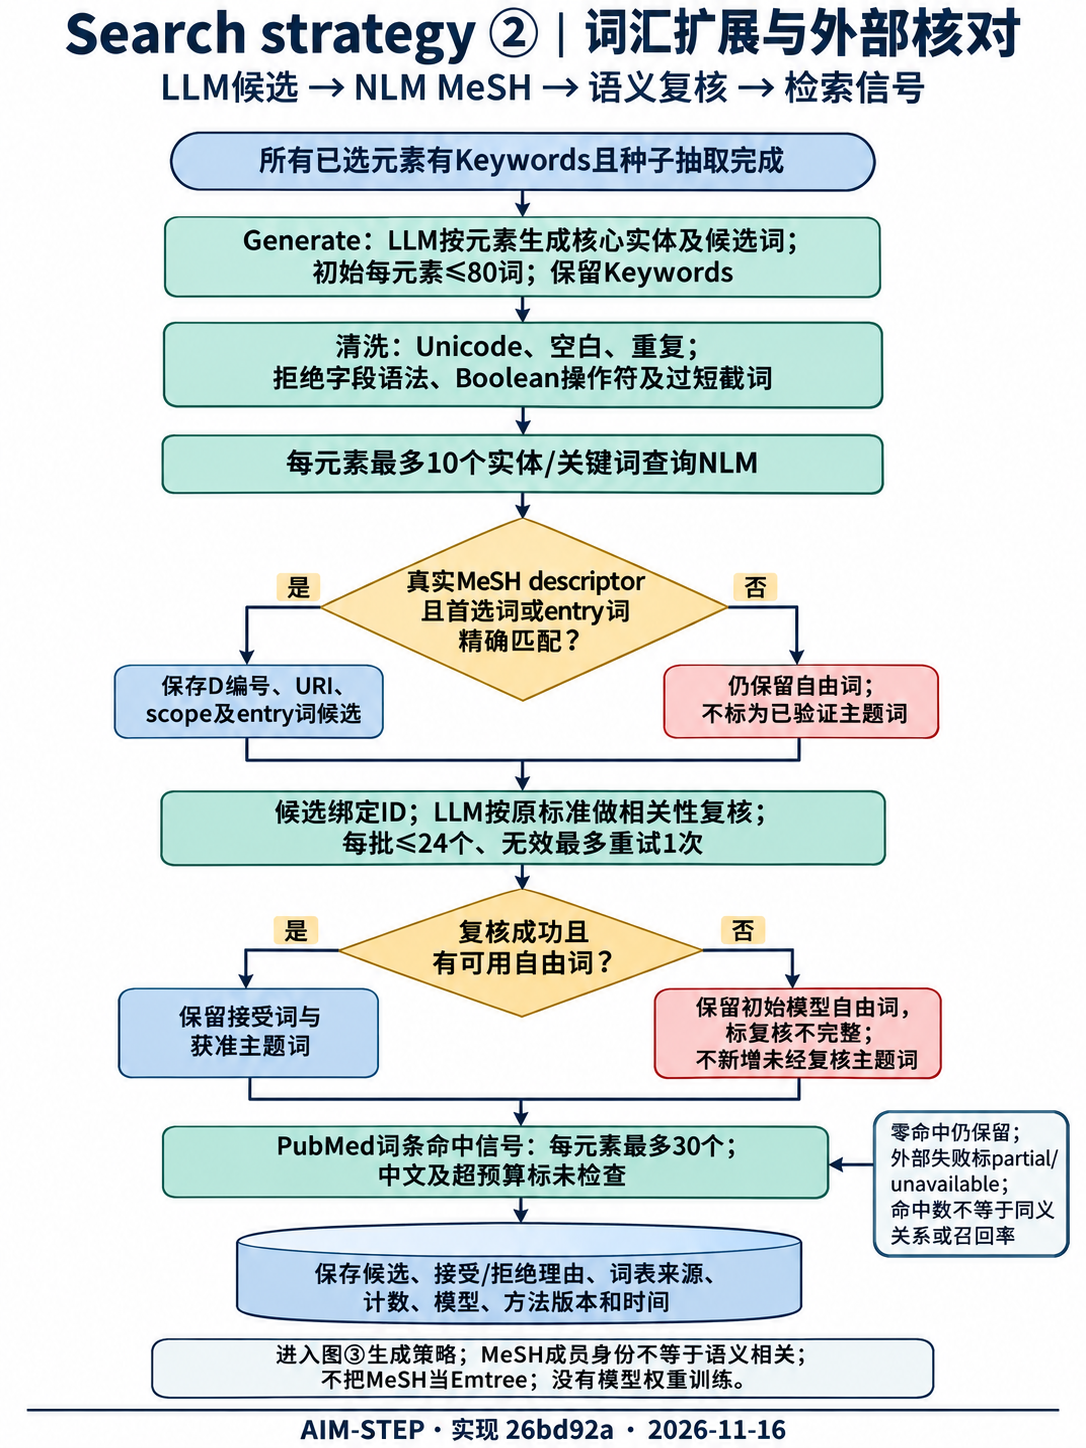 Search strategy ②｜词汇扩展与外部核对
LLM候选 → NLM MeSH → 语义复核 → 检索信号
所有已选元素有Keywords且种子抽取完成
Generate：LLM按元素生成核心实体及候选词；
初始每元素≤80词；保留Keywords
清洗：Unicode、空白、重复；
拒绝字段语法、Boolean操作符及过短截词
每元素最多10个实体/关键词查询NLM
真实MeSH descriptor
且首选词或entry词
精确匹配？
是
否
保存D编号、URI、
scope及entry词候选
仍保留自由词；
不标为已验证主题词
候选绑定ID；LLM按原标准做相关性复核；
每批≤24个、无效最多重试1次
复核成功且
有可用自由词？
是
否
保留接受词与
获准主题词
保留初始模型自由词，
标复核不完整；
不新增未经复核主题词
PubMed词条命中信号：每元素最多30个；
中文及超预算标未检查
零命中仍保留；
外部失败标partial/
unavailable；
命中数不等于同义
关系或召回率
保存候选、接受/拒绝理由、词表来源、
计数、模型、方法版本和时间
进入图③生成策略；MeSH成员身份不等于语义相关；
不把MeSH当Emtree；没有模型权重训练。
AIM-STEP · 实现 26bd92a · 2026-11-16